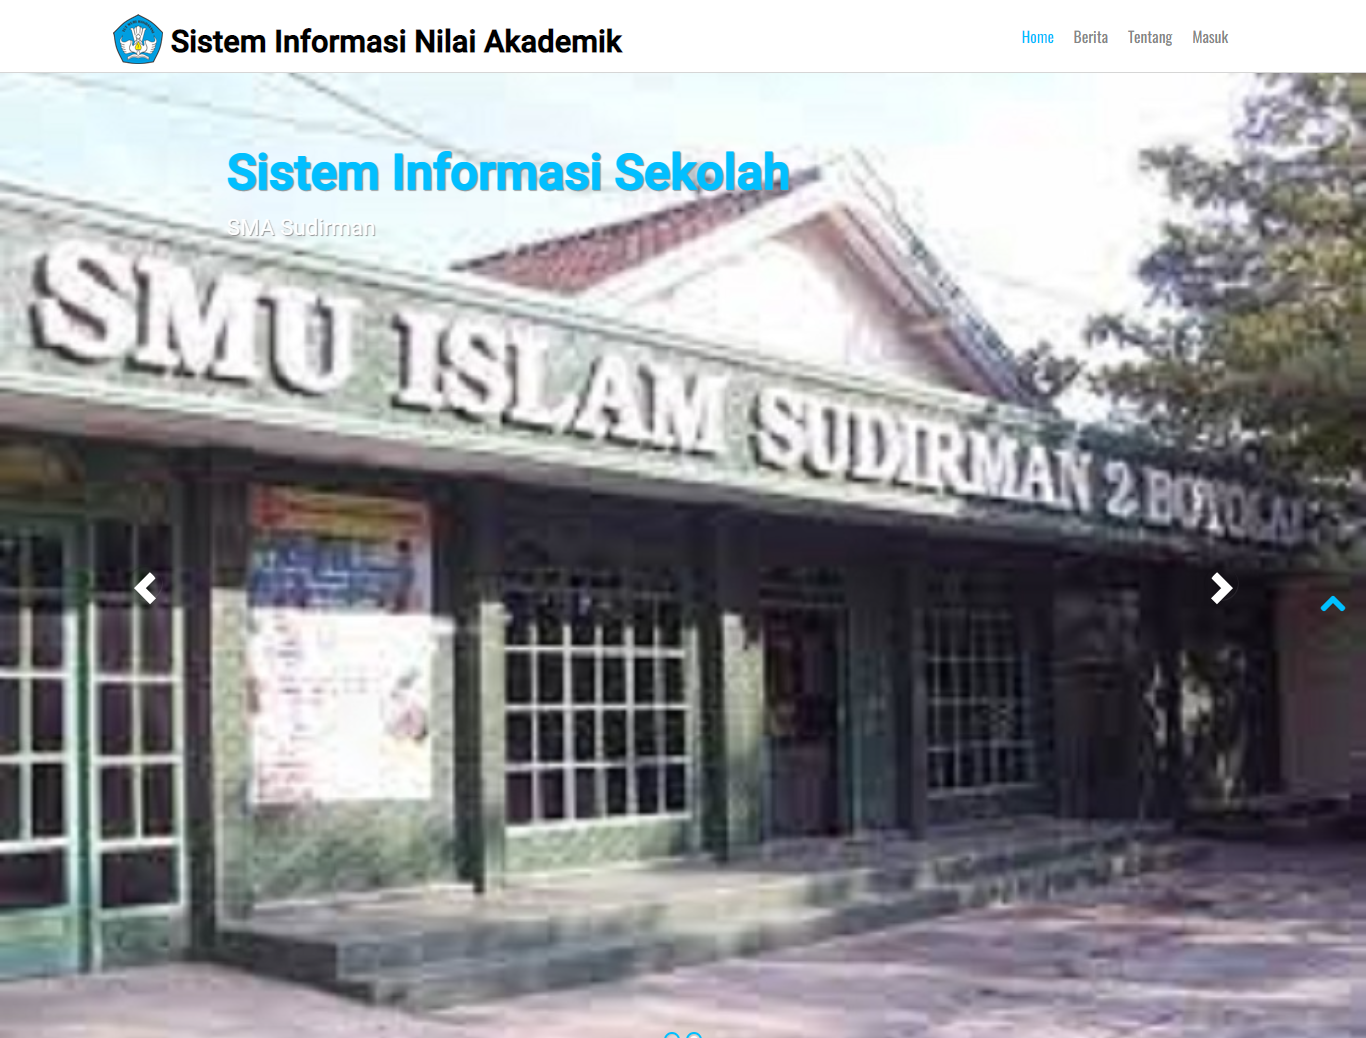 Sistem Informasi Nilai Akademik
Home Berita Tentang Masuk
Sistem Informasi Sekolah
SMA Sudirman
SMU ISLAM SUDIRMAN 2